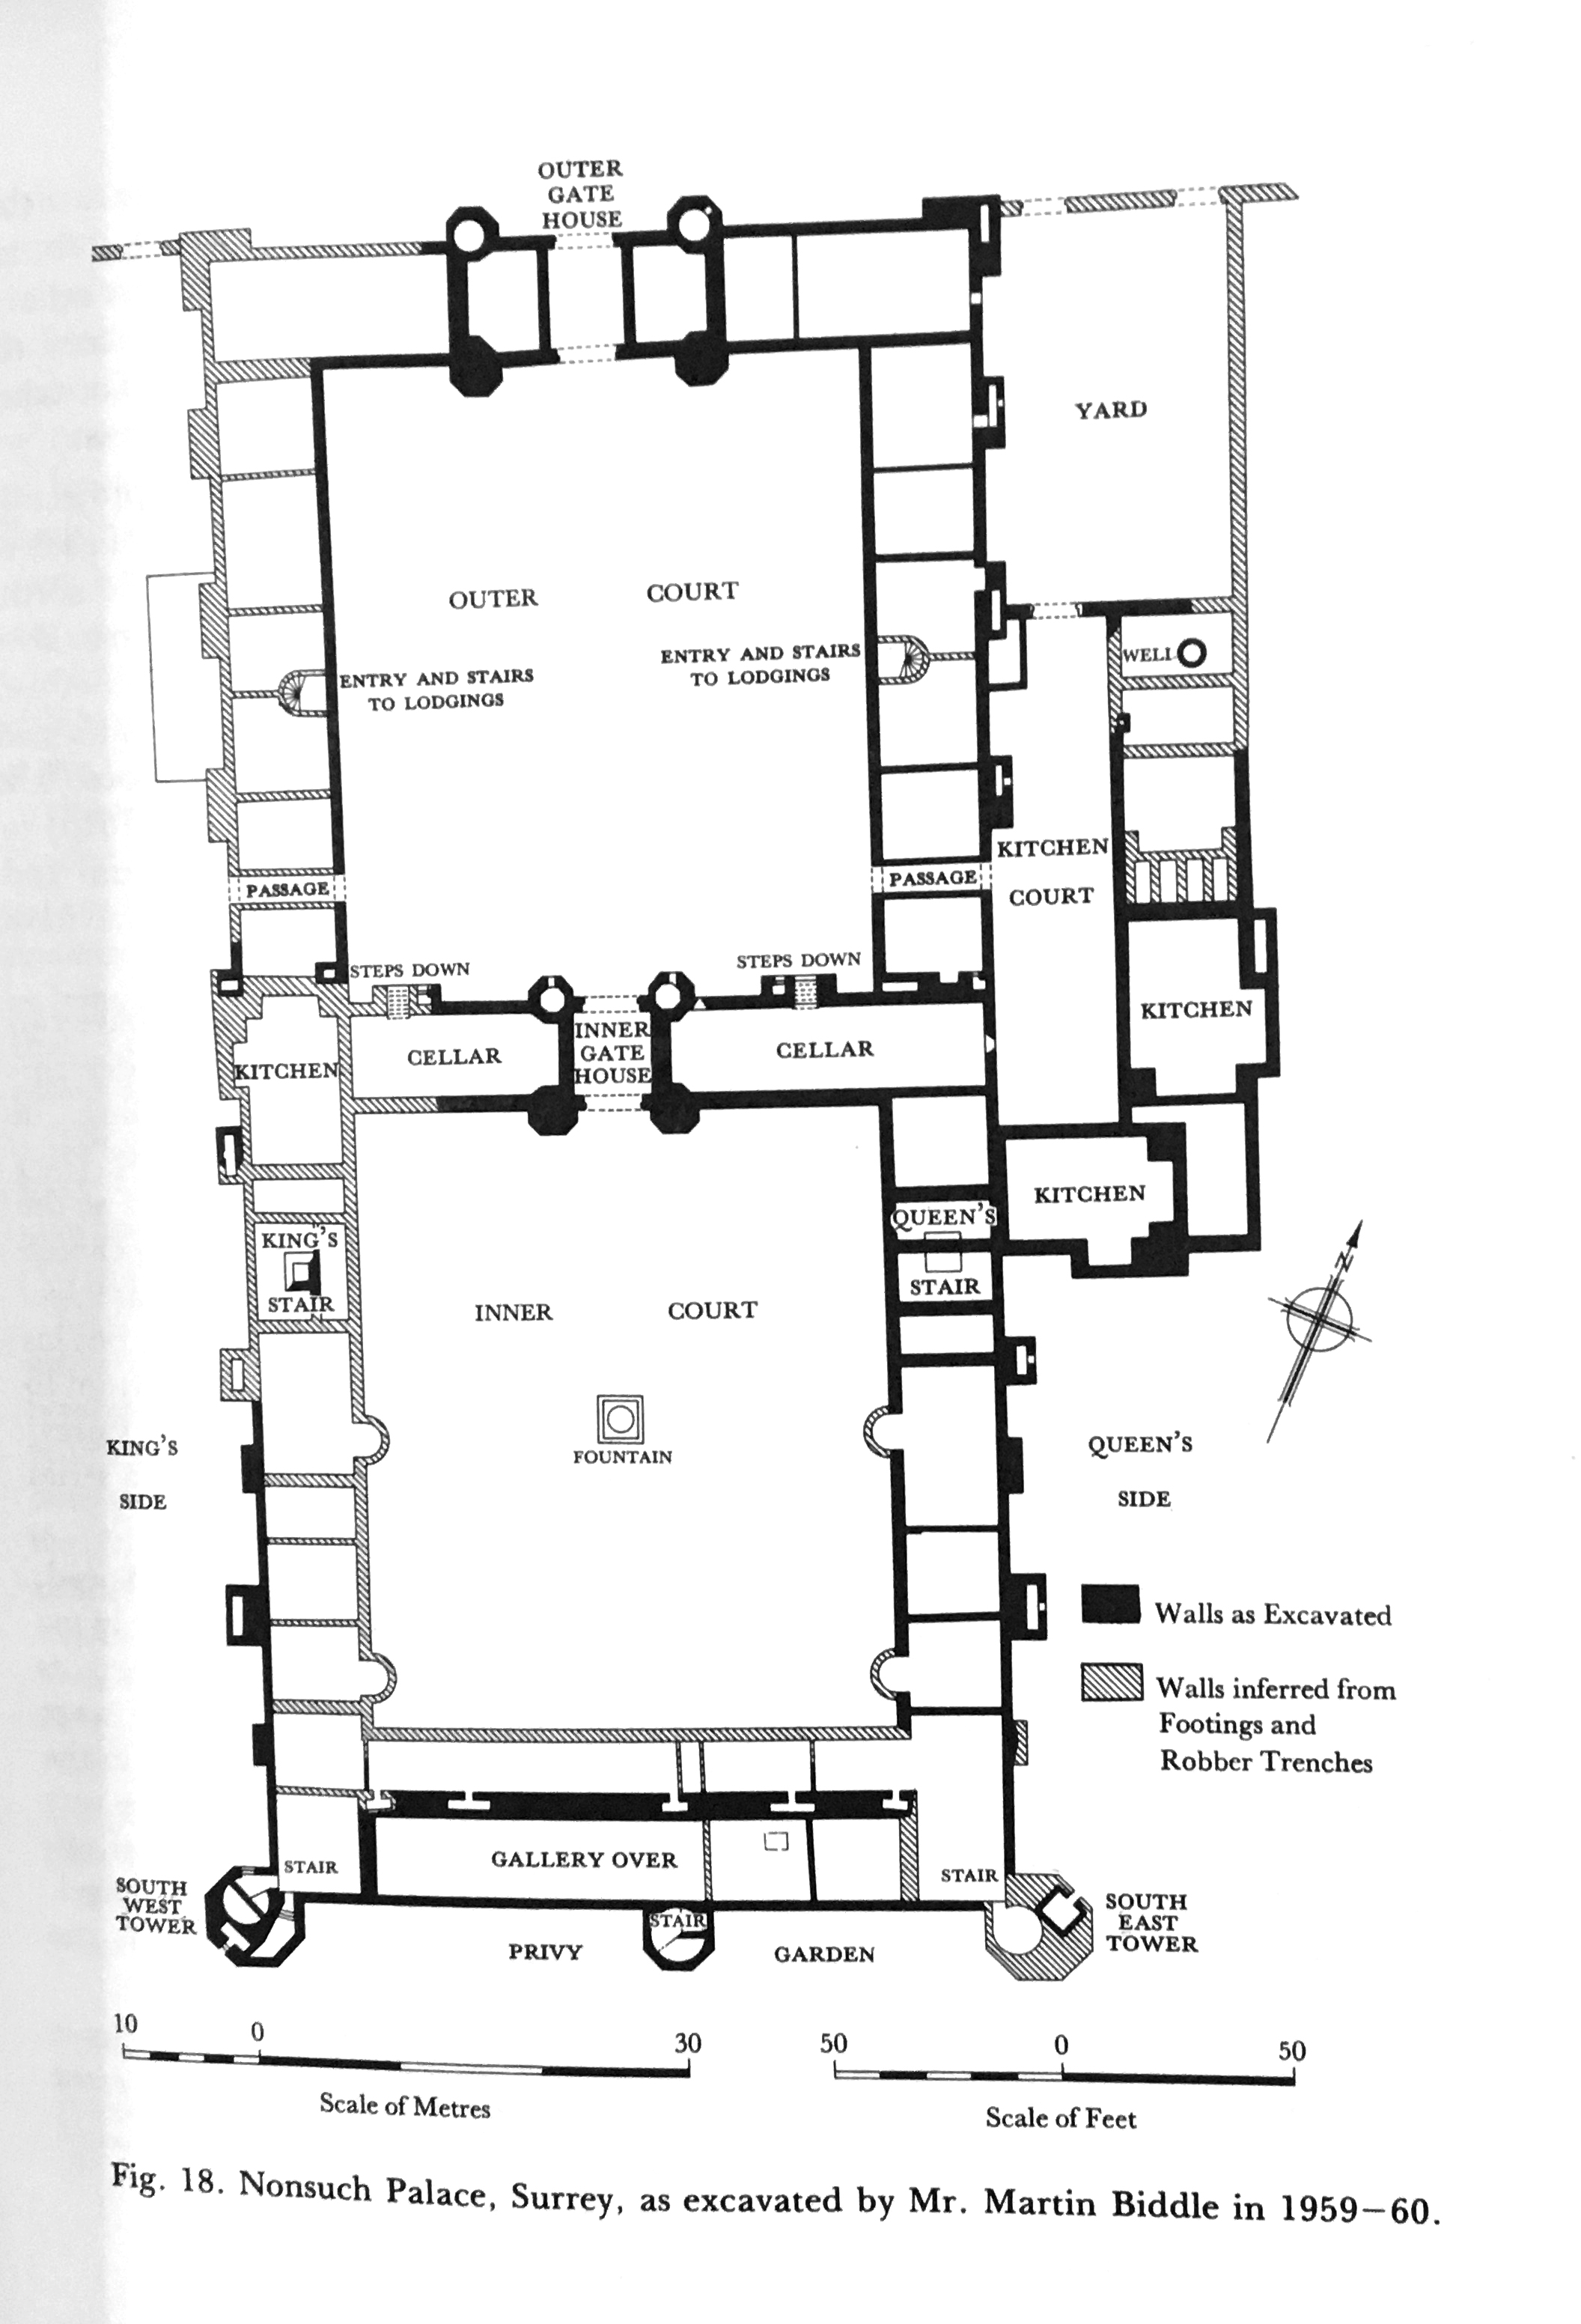 OUTER
GATE
HOUSE
YARD
OUTER COURT
ENTRY AND STAIRS
TO LODGINGS
ENTRY AND STAIRS
TO LODGINGS
WELL
KITCHEN
COURT
PASSAGE
PASSAGE
STEPS DOWN
STEPS DOWN
KITCHEN
CELLAR
INNER
GATE
HOUSE
CELLAR
KITCHEN
KITCHEN
KING'S
STAIR
QUEEN'S
STAIR
INNER COURT
N
FOUNTAIN
KING'S
SIDE
QUEEN'S
SIDE
Walls as Excavated
Walls inferred from
Footings and
Robber Trenches
STAIR
GALLERY OVER
STAIR
SOUTH
WEST
TOWER
STAIR
SOUTH
EAST
TOWER
PRIVY GARDEN
10 0 30
Scale of Metres
50 0 50
Scale of Feet
Fig. 18. Nonsuch Palace, Surrey, as excavated by Mr. Martin Biddle in 1959–60.